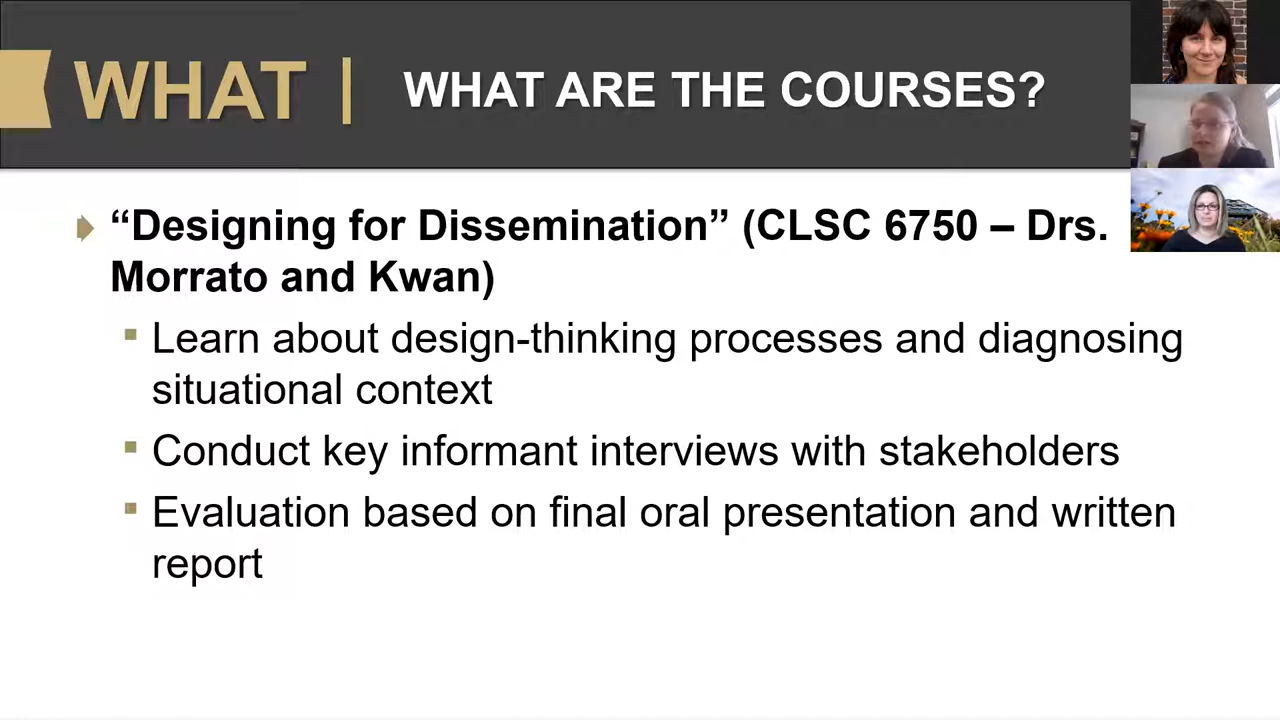 WHAT | WHAT ARE THE COURSES?
“Designing for Dissemination” (CLSC 6750 – Drs.
Morrato and Kwan)
Learn about design-thinking processes and diagnosing
situational context
Conduct key informant interviews with stakeholders
Evaluation based on final oral presentation and written
report